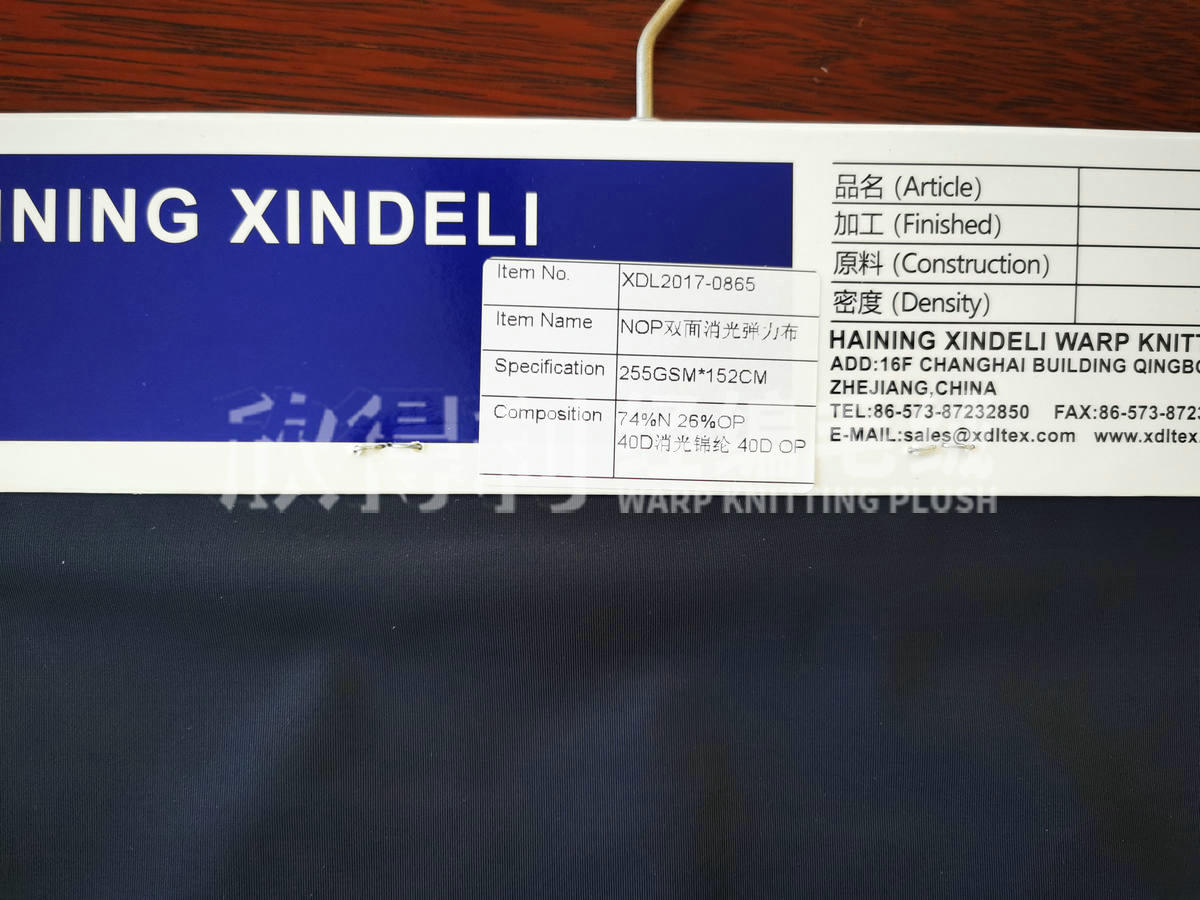 INING XINDELI
Item No. XDL2017-0865
Item Name NOP双面消光弹力布
Specification 255GSM*152CM
Composition 74%N 26%OP
40D消光锦纶 40D OP
品名 (Article)
加工 (Finished)
原料 (Construction)
密度 (Density)
HAINING XINDELI WARP KNITT
ADD:16F CHANGHAI BUILDING QINGBO
ZHEJIANG,CHINA
TEL:86-573-87232850 FAX:86-573-8723
E-MAIL:sales@xdltex.com www.xdltex
WARP KNITTING PLUSH